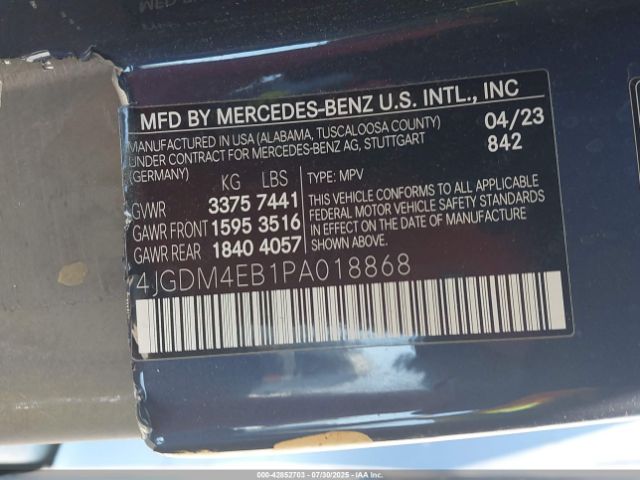 MFD BY MERCEDES-BENZ U.S. INTL., INC
MANUFACTURED IN USA (ALABAMA, TUSCALOOSA COUNTY)
UNDER CONTRACT FOR MERCEDES-BENZ AG, STUTTGART
(GERMANY)
04/23
842
KG LBS
GVWR 3375 7441
GAWR FRONT 1595 3516
GAWR REAR 1840 4057
TYPE: MPV
THIS VEHICLE CONFORMS TO ALL APPLICABLE
FEDERAL MOTOR VEHICLE SAFETY STANDARDS
IN EFFECT ON THE DATE OF MANUFACTURE
SHOWN ABOVE.
4JGDM4EB1PA018868
000-42852703 - 07/30/2025 - IAAI